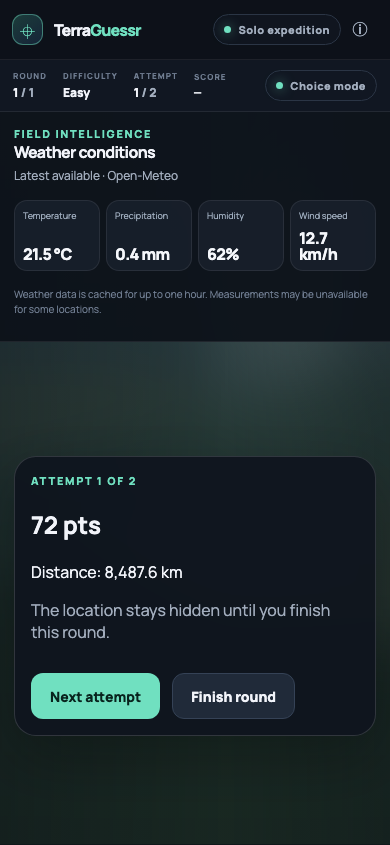 TerraGuessr
Solo expedition
ROUND
1 / 1
DIFFICULTY
Easy
ATTEMPT
1 / 2
SCORE
–
Choice mode
FIELD INTELLIGENCE
Weather conditions
Latest available · Open-Meteo
Temperature
21.5 °C
Precipitation
0.4 mm
Humidity
62%
Wind speed
12.7
km/h
Weather data is cached for up to one hour. Measurements may be unavailable
for some locations.
ATTEMPT 1 OF 2
72 pts
Distance: 8,487.6 km
The location stays hidden until you finish
this round.
Next attempt
Finish round